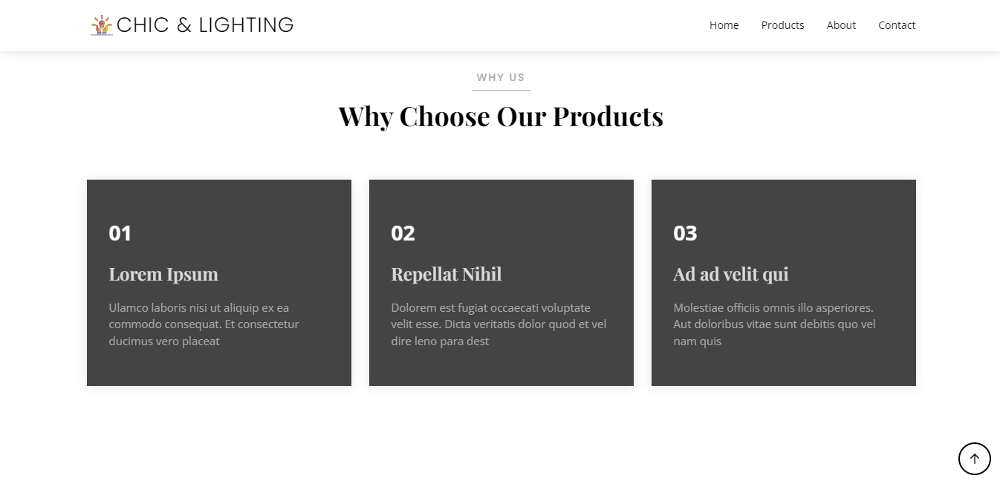 CHIC & LIGHTING
Home Products About Contact
WHY US
Why Choose Our Products
01
Lorem Ipsum
Ulamco laboris nisi ut aliquip ex ea
commodo consequat. Et consectetur
ducimus vero placeat
02
Repellat Nihil
Dolorem est fugiat occaecati voluptate
velit esse. Dicta veritatis dolor quod et vel
dire leno para dest
03
Ad ad velit qui
Molestiae officiis omnis illo asperiores.
Aut doloribus vitae sunt debitis quo vel
nam quis